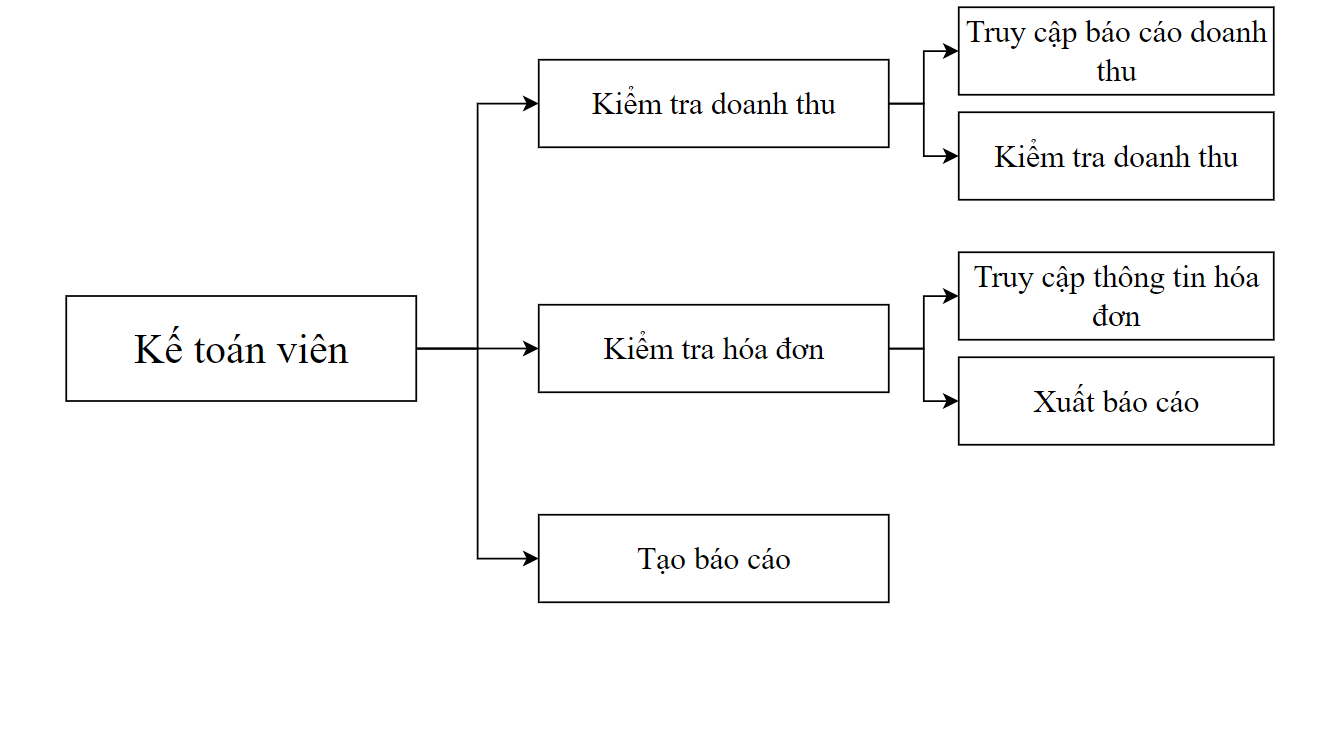 Truy cập báo cáo doanh
thu
Kiểm tra doanh thu
Kiểm tra doanh thu
Truy cập thông tin hóa
đơn
Kế toán viên
Kiểm tra hóa đơn
Xuất báo cáo
Tạo báo cáo